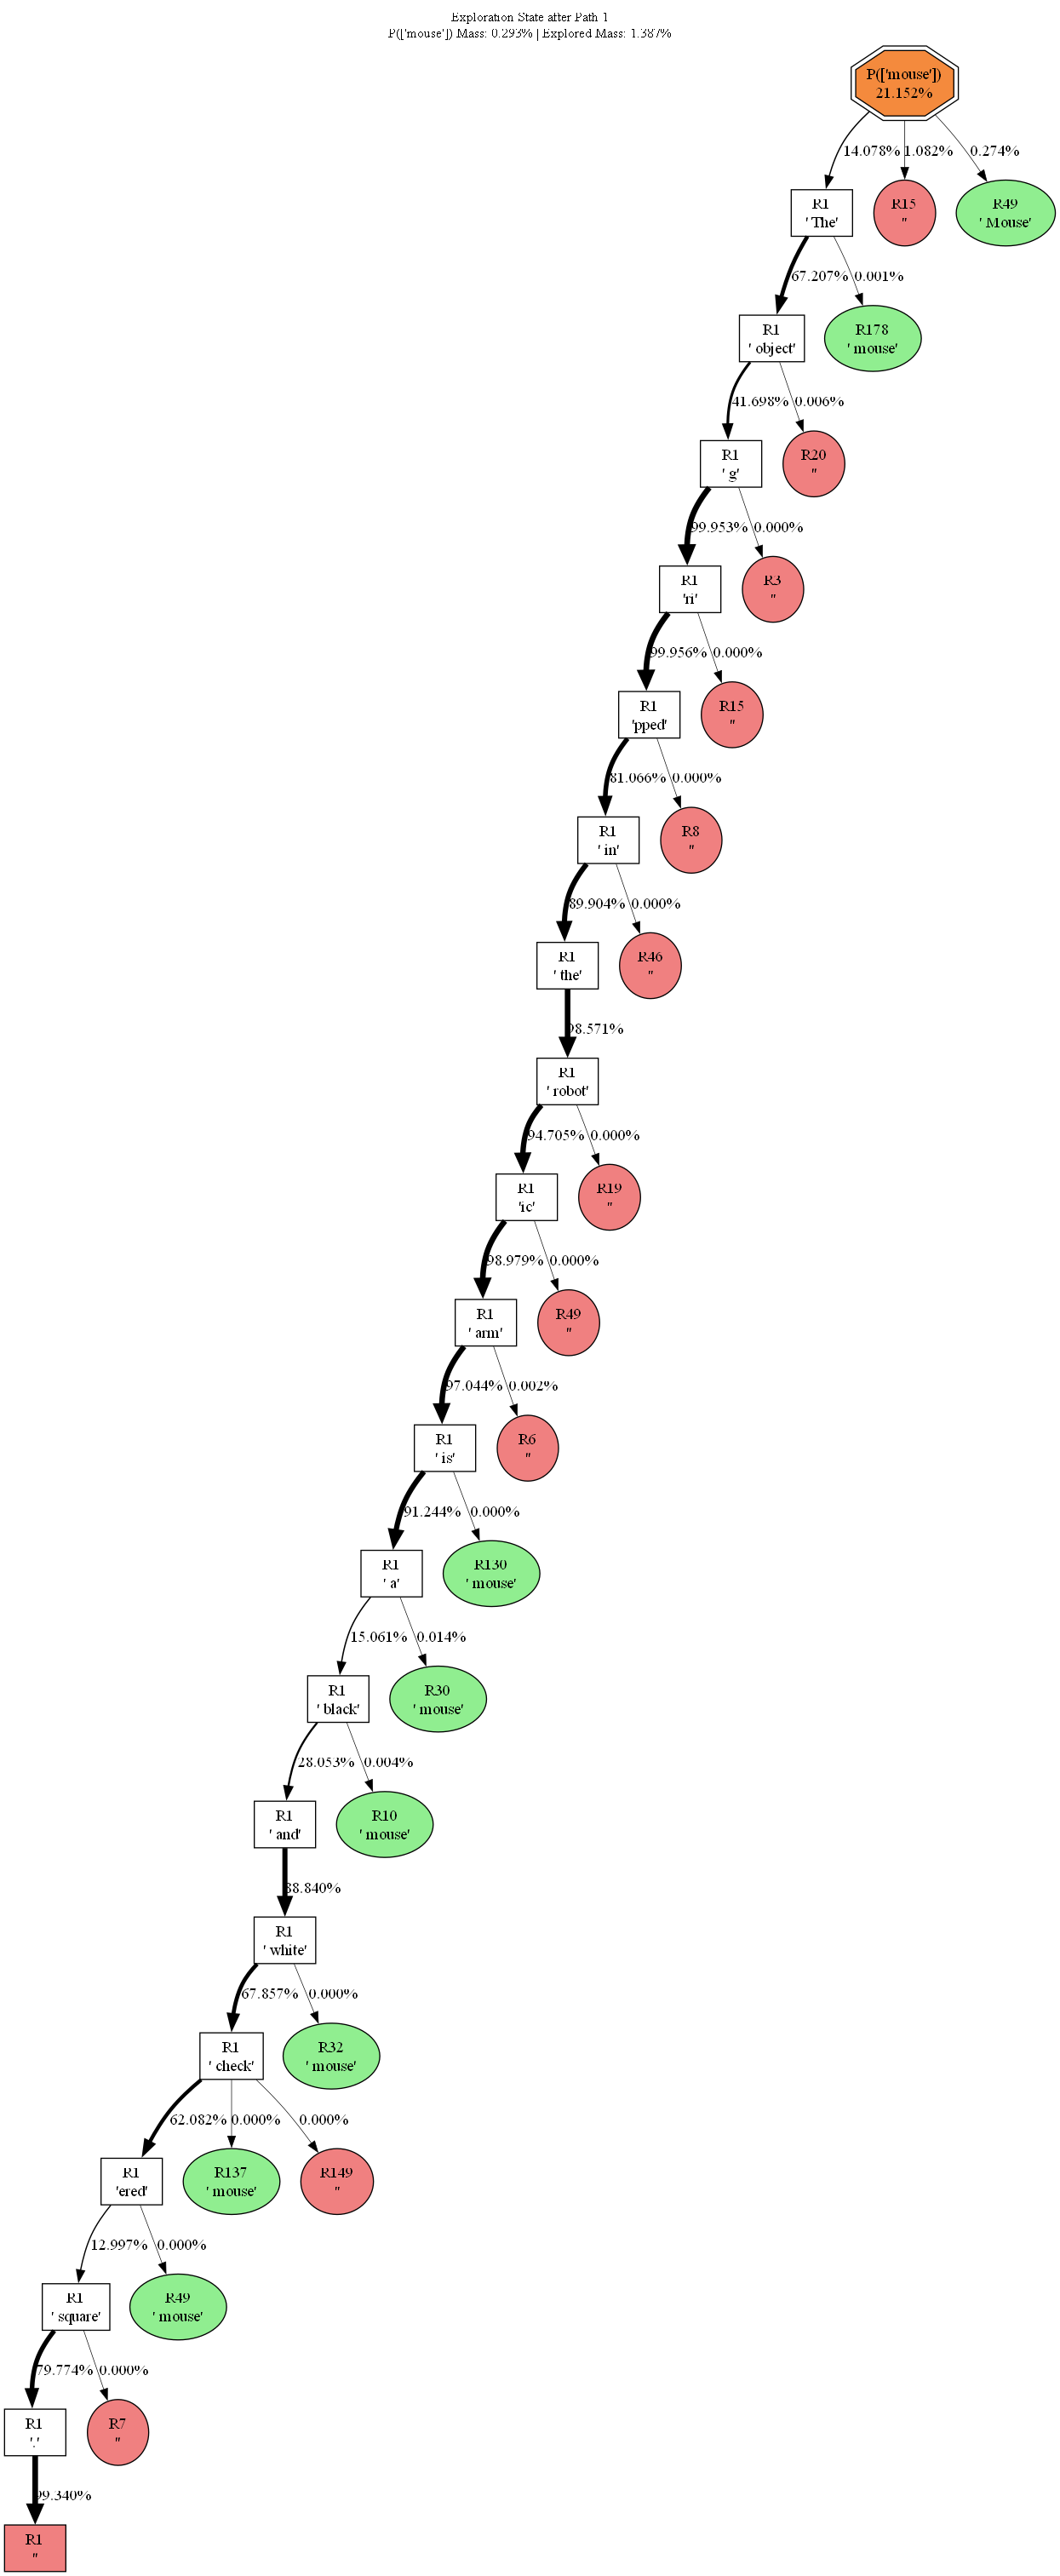 Exploration State after Path 1
P(['mouse']) Mass: 0.293% | Explored Mass: 1.387%
P(['mouse'])
21.152%
14.078% 1.082% 0.274%
R1 R15 R49
'The' '' ' Mouse'
67.207% 0.001%
R1 R178
' object' ' mouse'
41.698% 0.006%
R1 R20
' g' ''
99.953% 0.000%
R1 R3
'ri' ''
99.956% 0.000%
R1 R15
'pped' ''
81.066% 0.000%
R1 R8
' in' ''
89.904% 0.000%
R1 R46
' the' ''
98.571%
R1
' robot'
94.705% 0.000%
R1 R19
'ic' ''
98.979% 0.000%
R1 R49
' arm' ''
97.044% 0.002%
R1 R6
' is' ''
91.244% 0.000%
R1 R130
' a' ' mouse'
15.061% 0.014%
R1 R30
' black' ' mouse'
28.053% 0.004%
R1 R10
' and' ' mouse'
88.840%
R1
' white'
67.857% 0.000%
R1 R32
' check' ' mouse'
62.082% 0.000% 0.000%
R1 R137 R149
'ered' ' mouse' ''
12.997% 0.000%
R1 R49
' square' ' mouse'
79.774% 0.000%
R1 R7
'.' ''
99.340%
R1
''